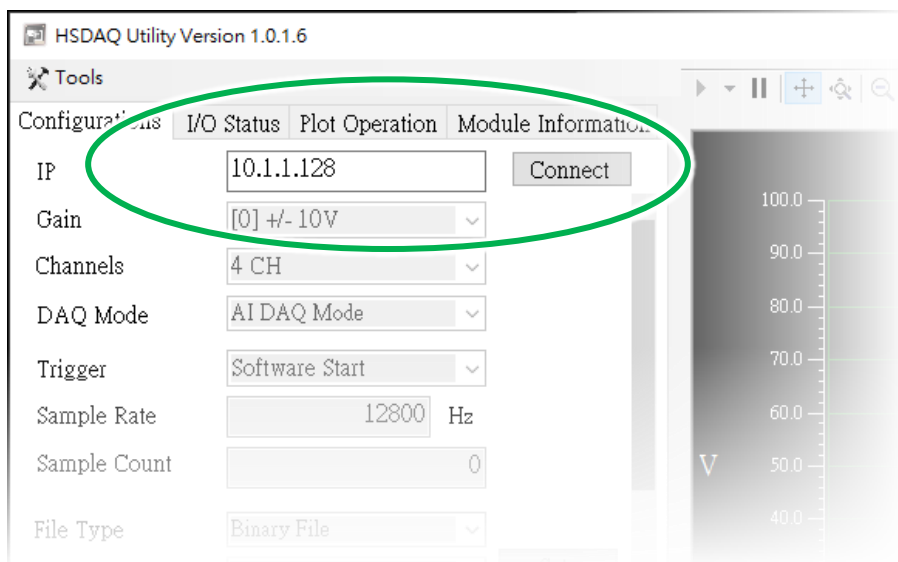 HSDAQ Utility Version 1.0.1.6
Tools
Configurations I/O Status Plot Operation Module Information
IP 10.1.1.128 Connect
Gain [0] +/- 10V
Channels 4 CH
DAQ Mode AI DAQ Mode
Trigger Software Start
Sample Rate 12800 Hz
Sample Count 0
File Type Binary File
100.0
90.0
80.0
70.0
60.0
V 50.0
40.0